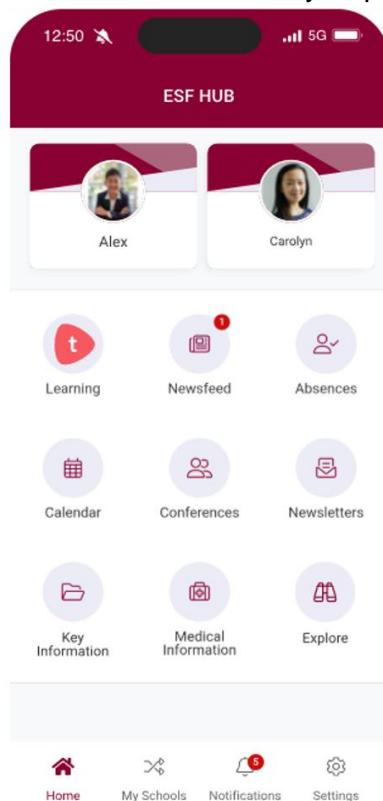 12:50 5G
ESF HUB
Alex Carolyn
t 1
Learning Newsfeed Absences
Calendar Conferences Newsletters
Key Information Medical Information Explore
5
Home My Schools Notifications Settings